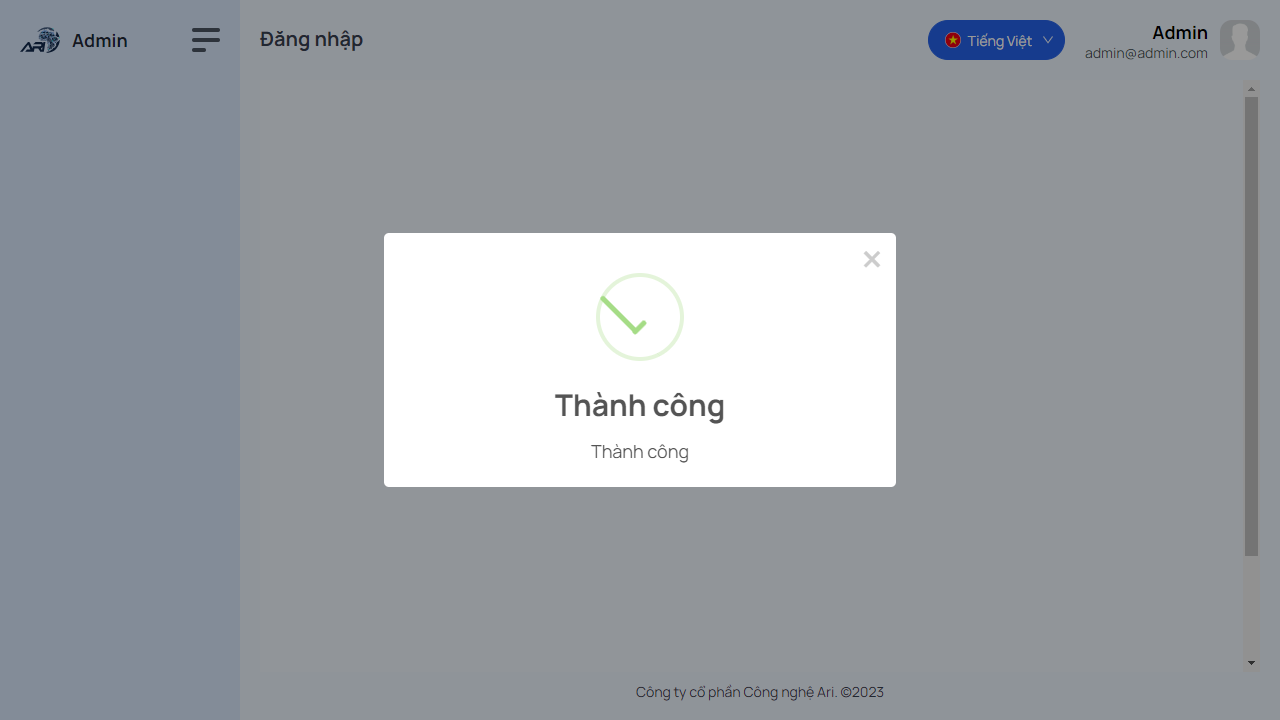 ARI
Admin
Đăng nhập
Tiếng Việt
Admin
admin@admin.com
×
Thành công
Thành công
Công ty cổ phần Công nghệ Ari. ©2023